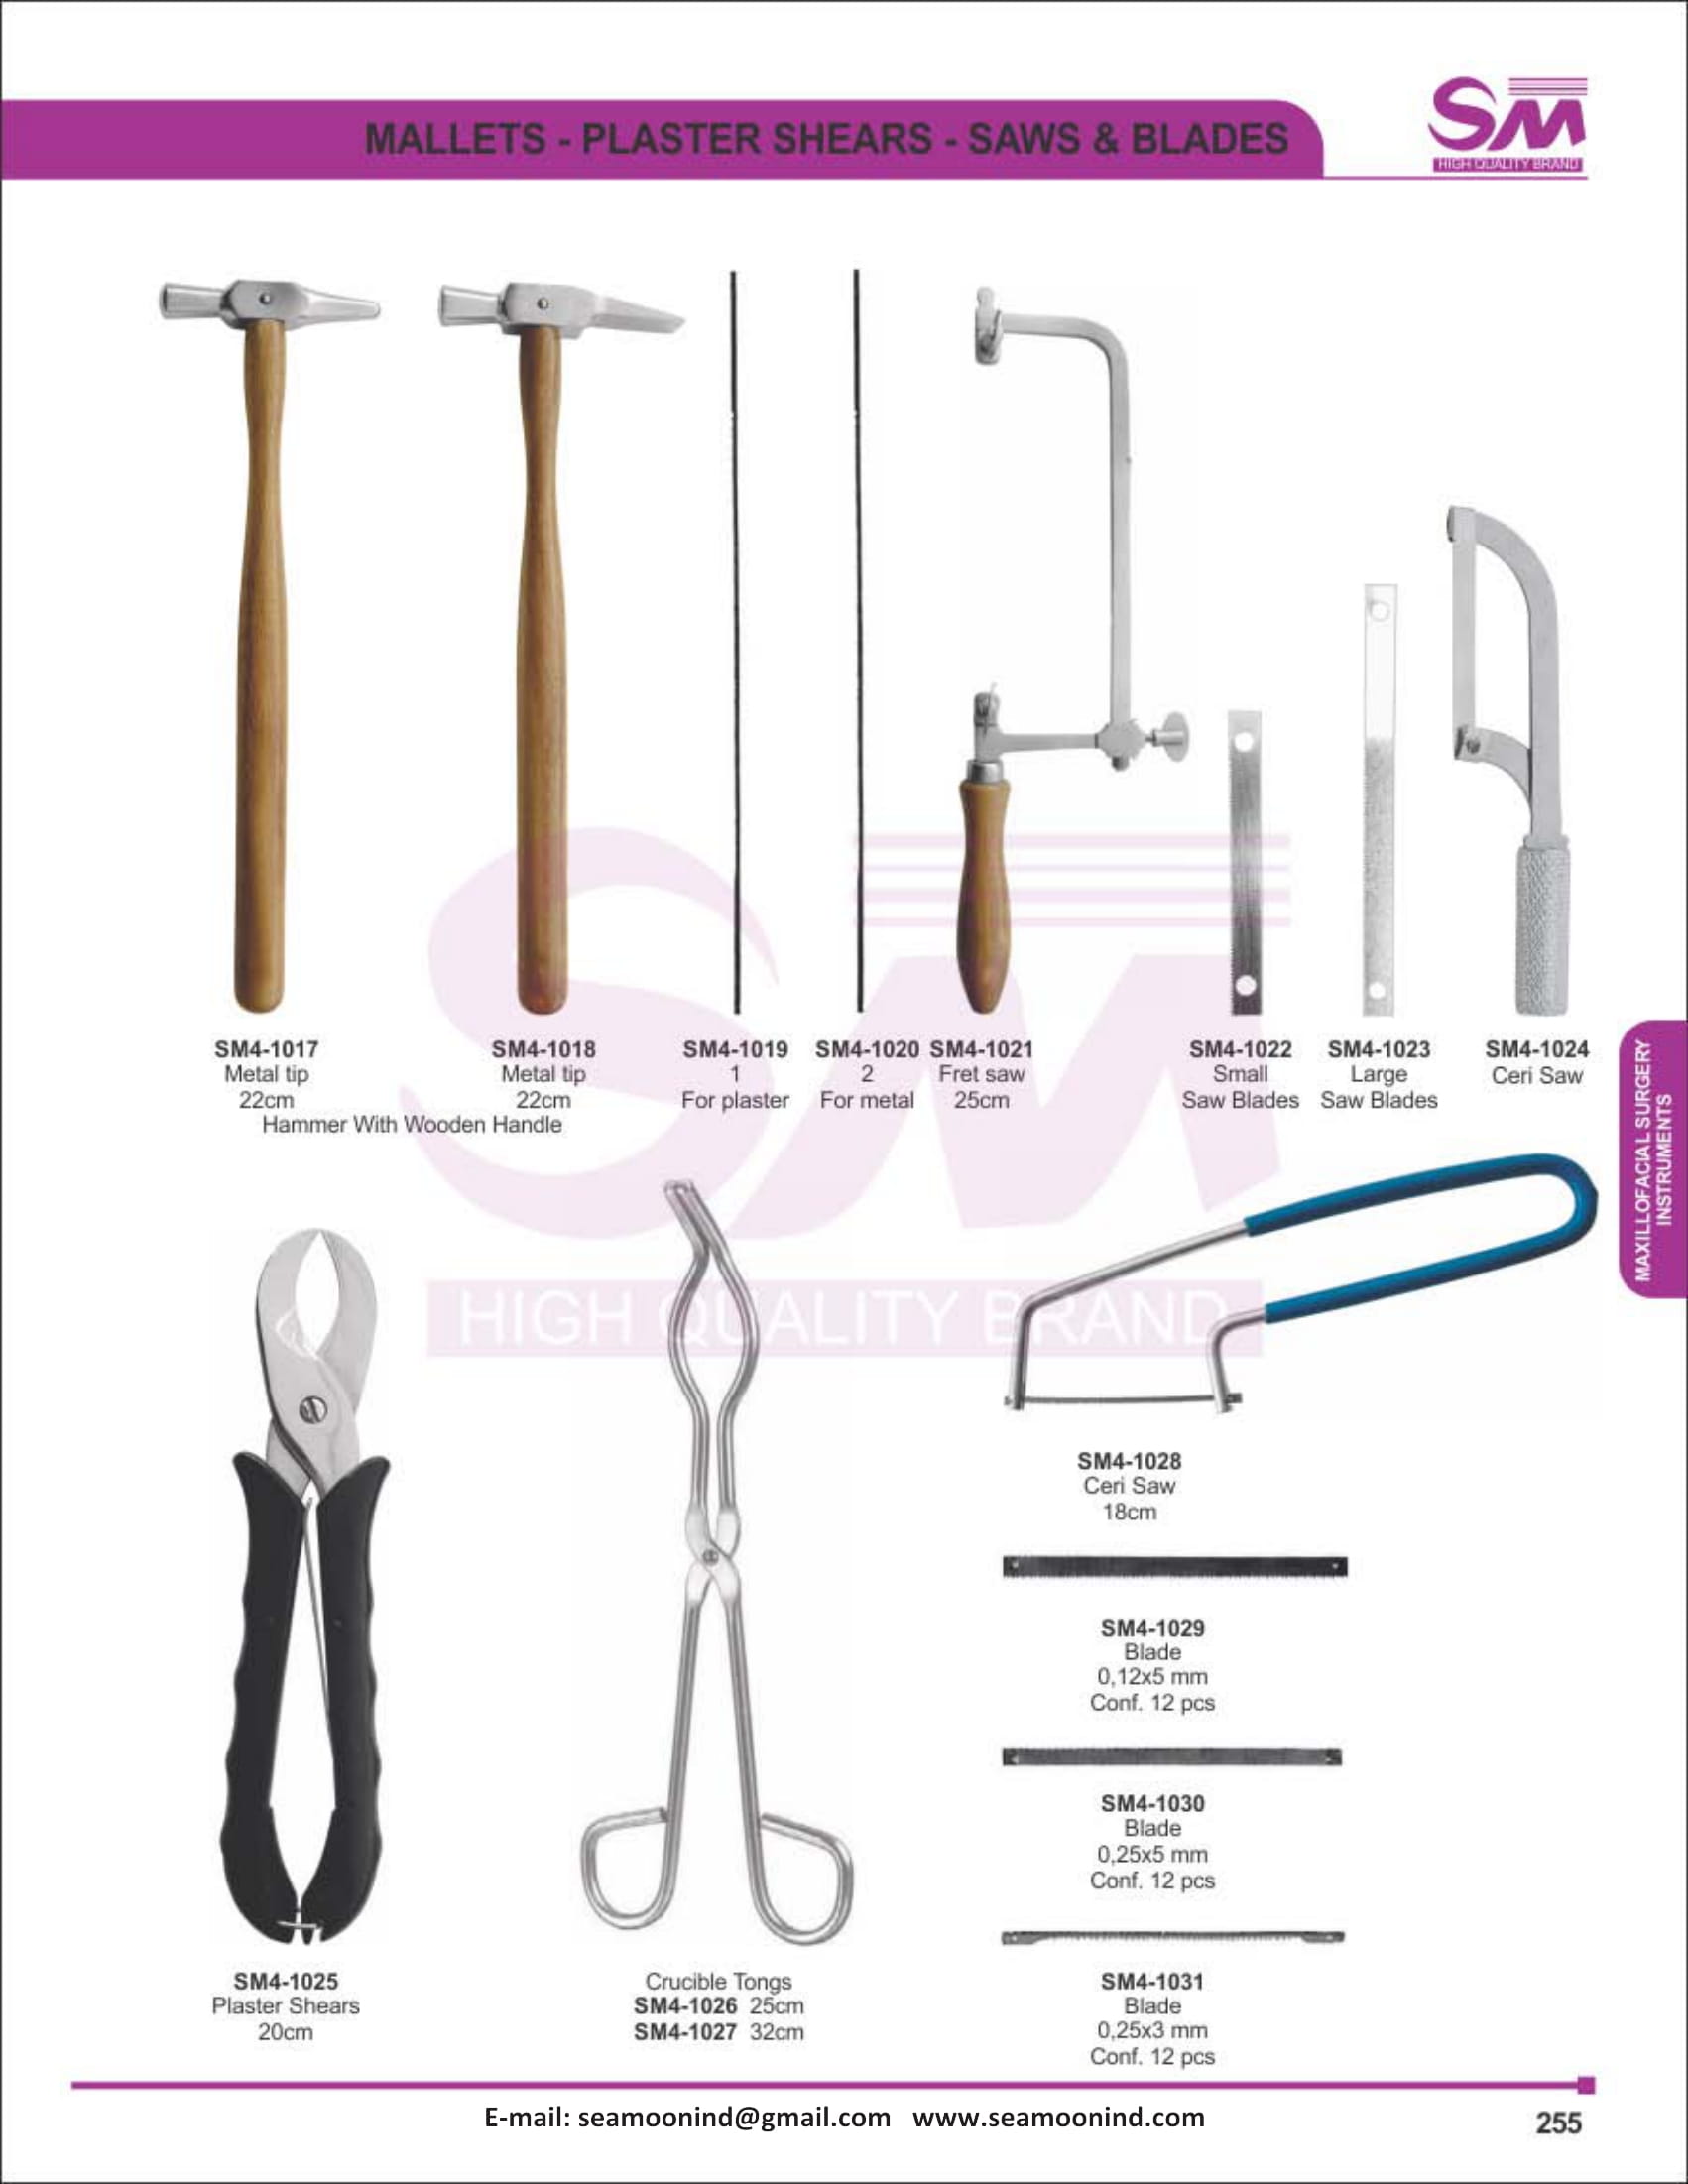 MALLETS - PLASTER SHEARS - SAWS & BLADES
SM
HIGH QUALITY BRAND
SM4-1017
Metal tip
22cm
SM4-1018
Metal tip
22cm
Hammer With Wooden Handle
SM4-1019
1
For plaster
SM4-1020
2
For metal
SM4-1021
Fret saw
25cm
SM4-1022
Small
Saw Blades
SM4-1023
Large
Saw Blades
SM4-1024
Ceri Saw
MAXILLOFACIAL SURGERY
INSTRUMENTS
SM
HIGH QUALITY BRAND
SM4-1028
Ceri Saw
18cm
SM4-1029
Blade
0,12x5 mm
Conf. 12 pcs
SM4-1030
Blade
0,25x5 mm
Conf. 12 pcs
SM4-1025
Plaster Shears
20cm
Crucible Tongs
SM4-1026 25cm
SM4-1027 32cm
SM4-1031
Blade
0,25x3 mm
Conf. 12 pcs
E-mail: seamoonind@gmail.com www.seamoonind.com
255